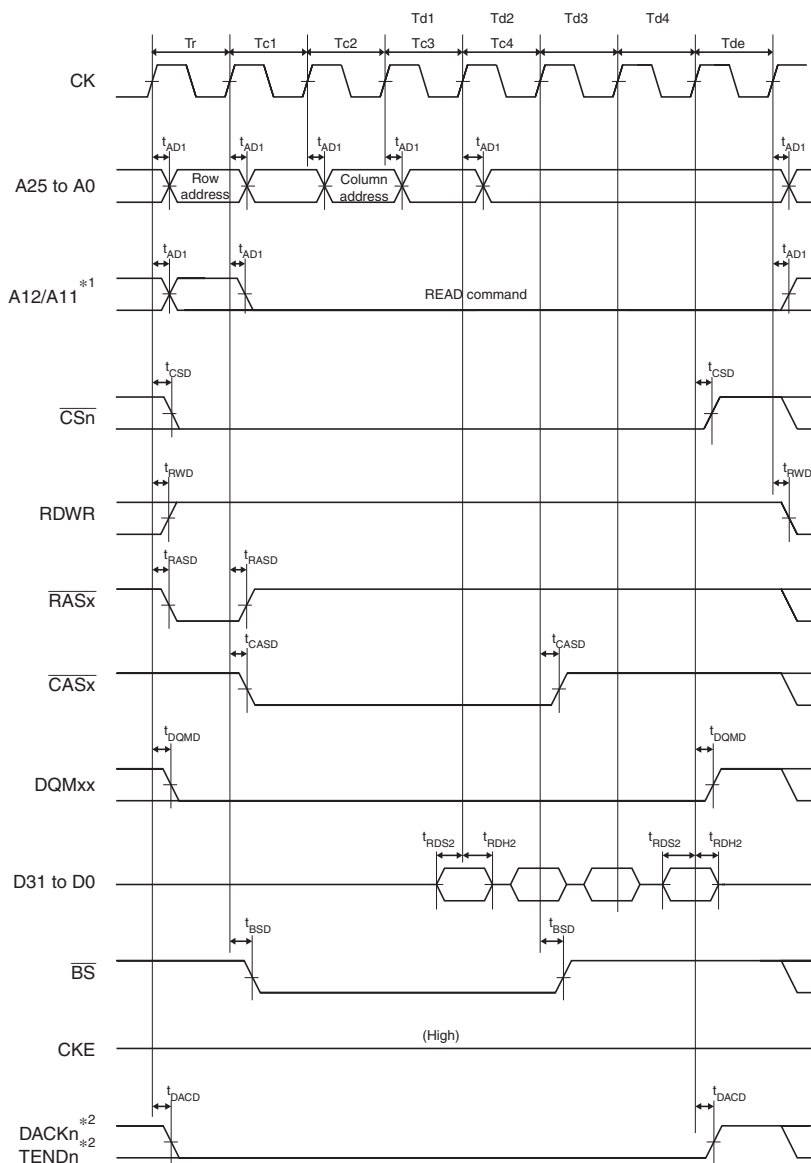 Td1 Td2 Td3 Td4
Tr Tc1 Tc2 Tc3 Tc4 Tde
CK
tAD1 tAD1 tAD1 tAD1 tAD1 tAD1
A25 to A0
Row address
Column address
tAD1 tAD1 tAD1
A12/A11*1
READ command
tCSD tCSD
CSn
tRWD tRWD
RDWR
tRASD tRASD
RASx
tCASD tCASD
CASx
tDQMD tDQMD
DQMxx
tRDS2 tRDH2 tRDS2 tRDH2
D31 to D0
tBSD tBSD
BS
(High)
CKE
tDACD tDACD
DACKn*2
TENDn*2